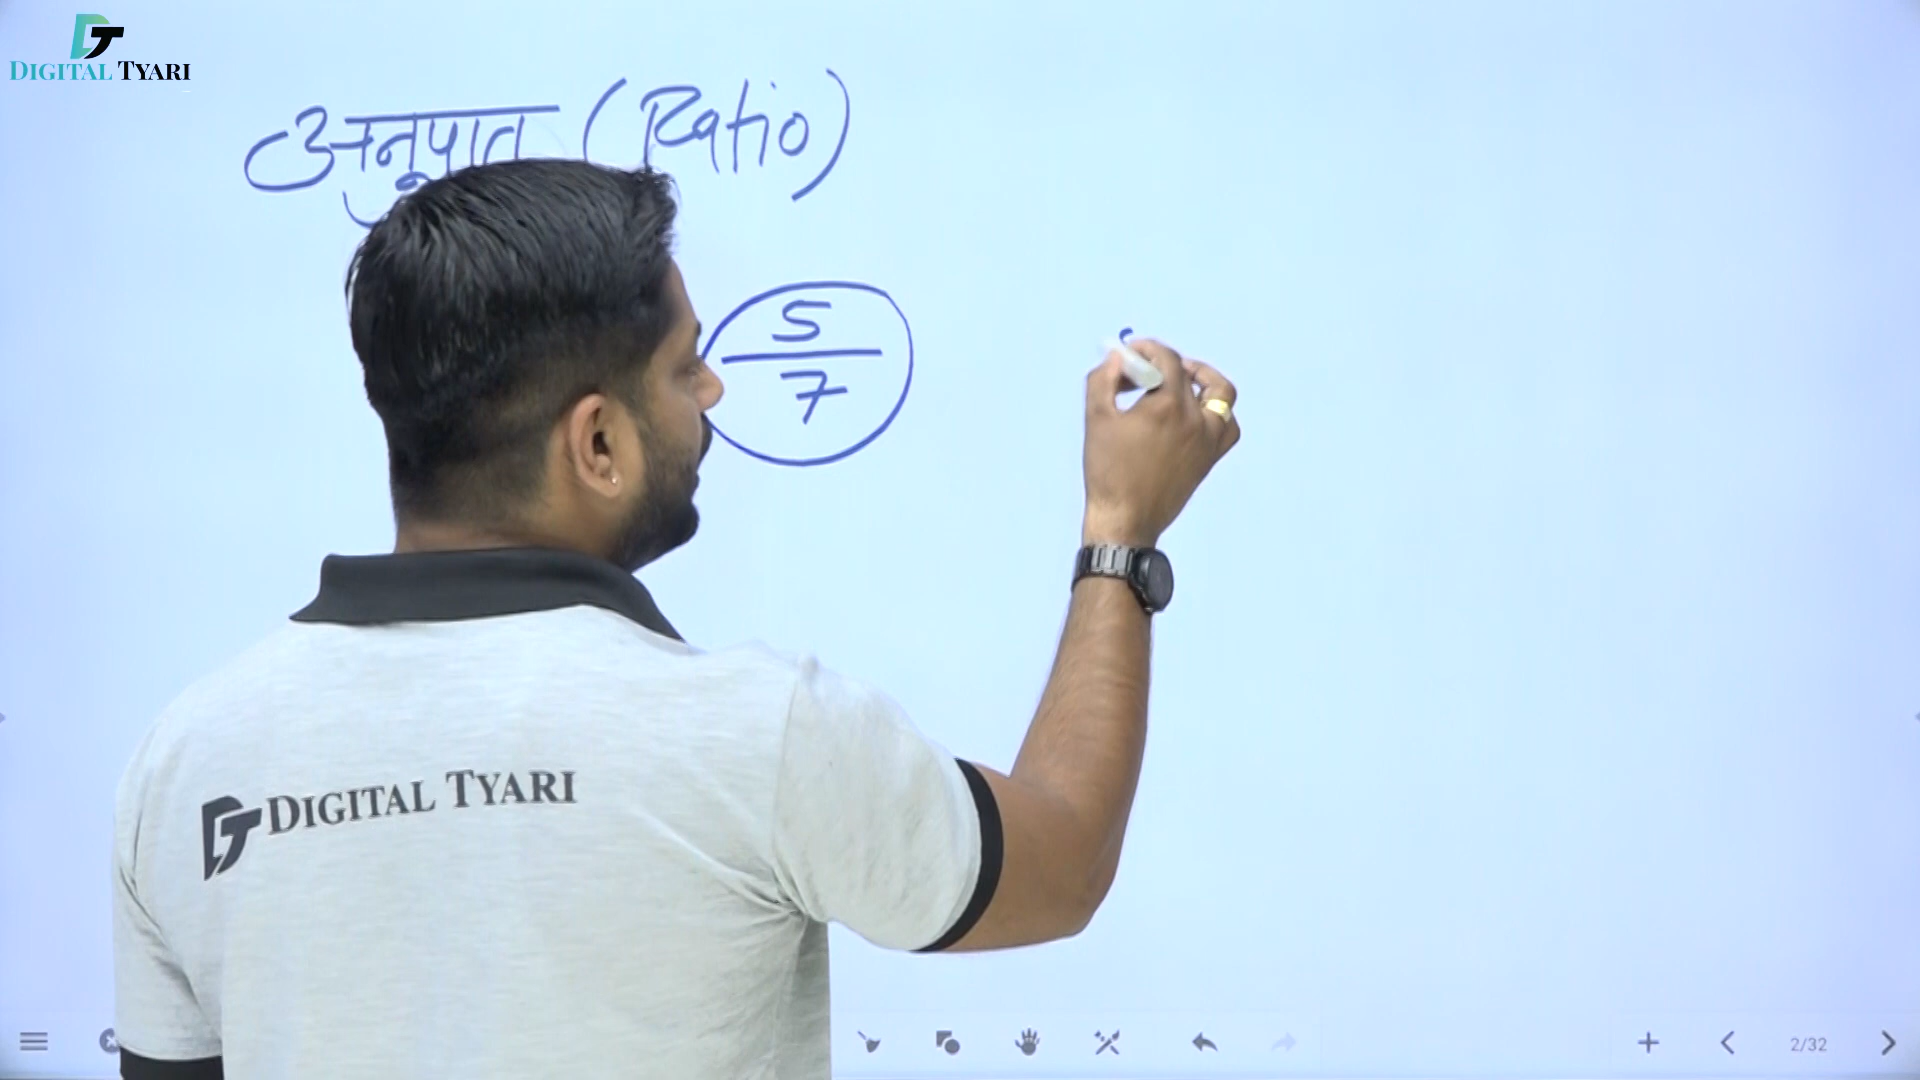 DIGITAL TYARI
अनुपात (Ratio)
5
7
DIGITAL TYARI
2/32